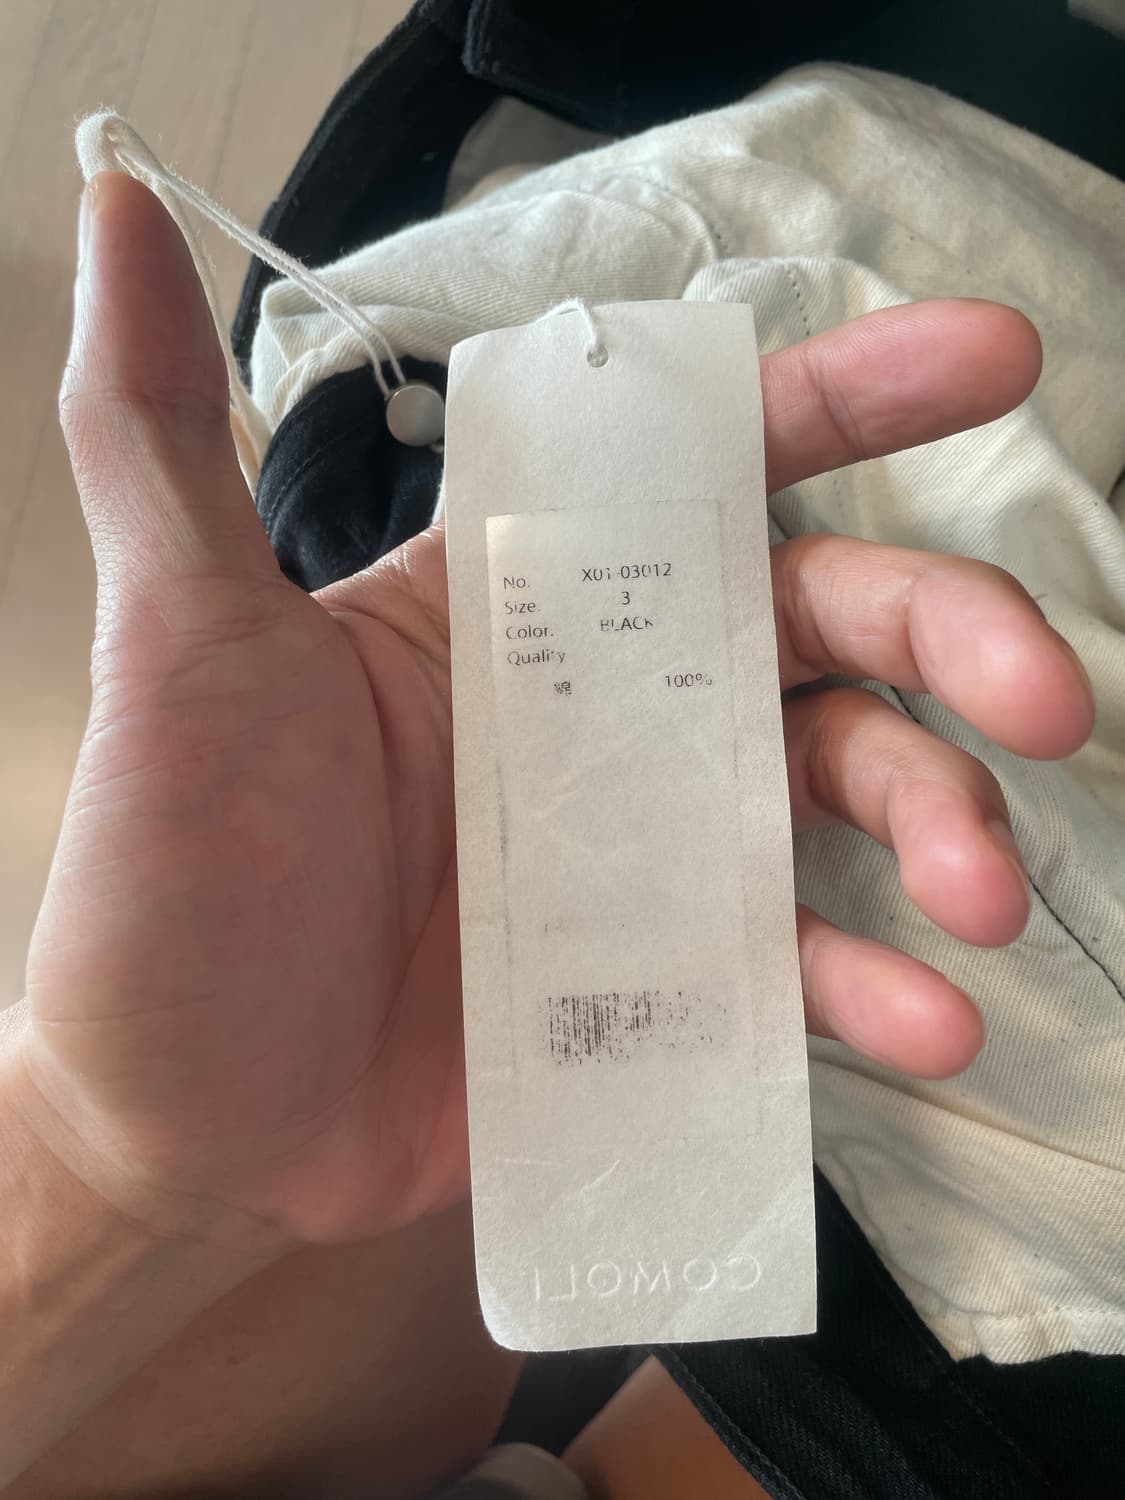 No. X01-03012
Size. 3
Color. BLACK
Quality
綿 100%
COMOLI